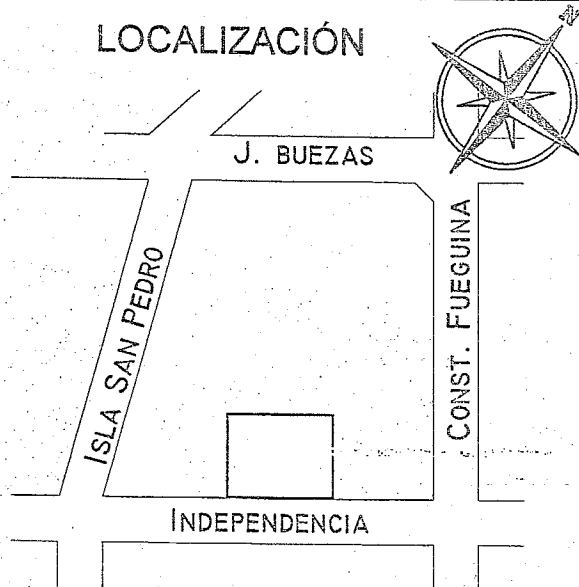 LOCALIZACIÓN
N
J. BUEZAS
ISLA SAN PEDRO
CONST. FUEGUINA
INDEPENDENCIA